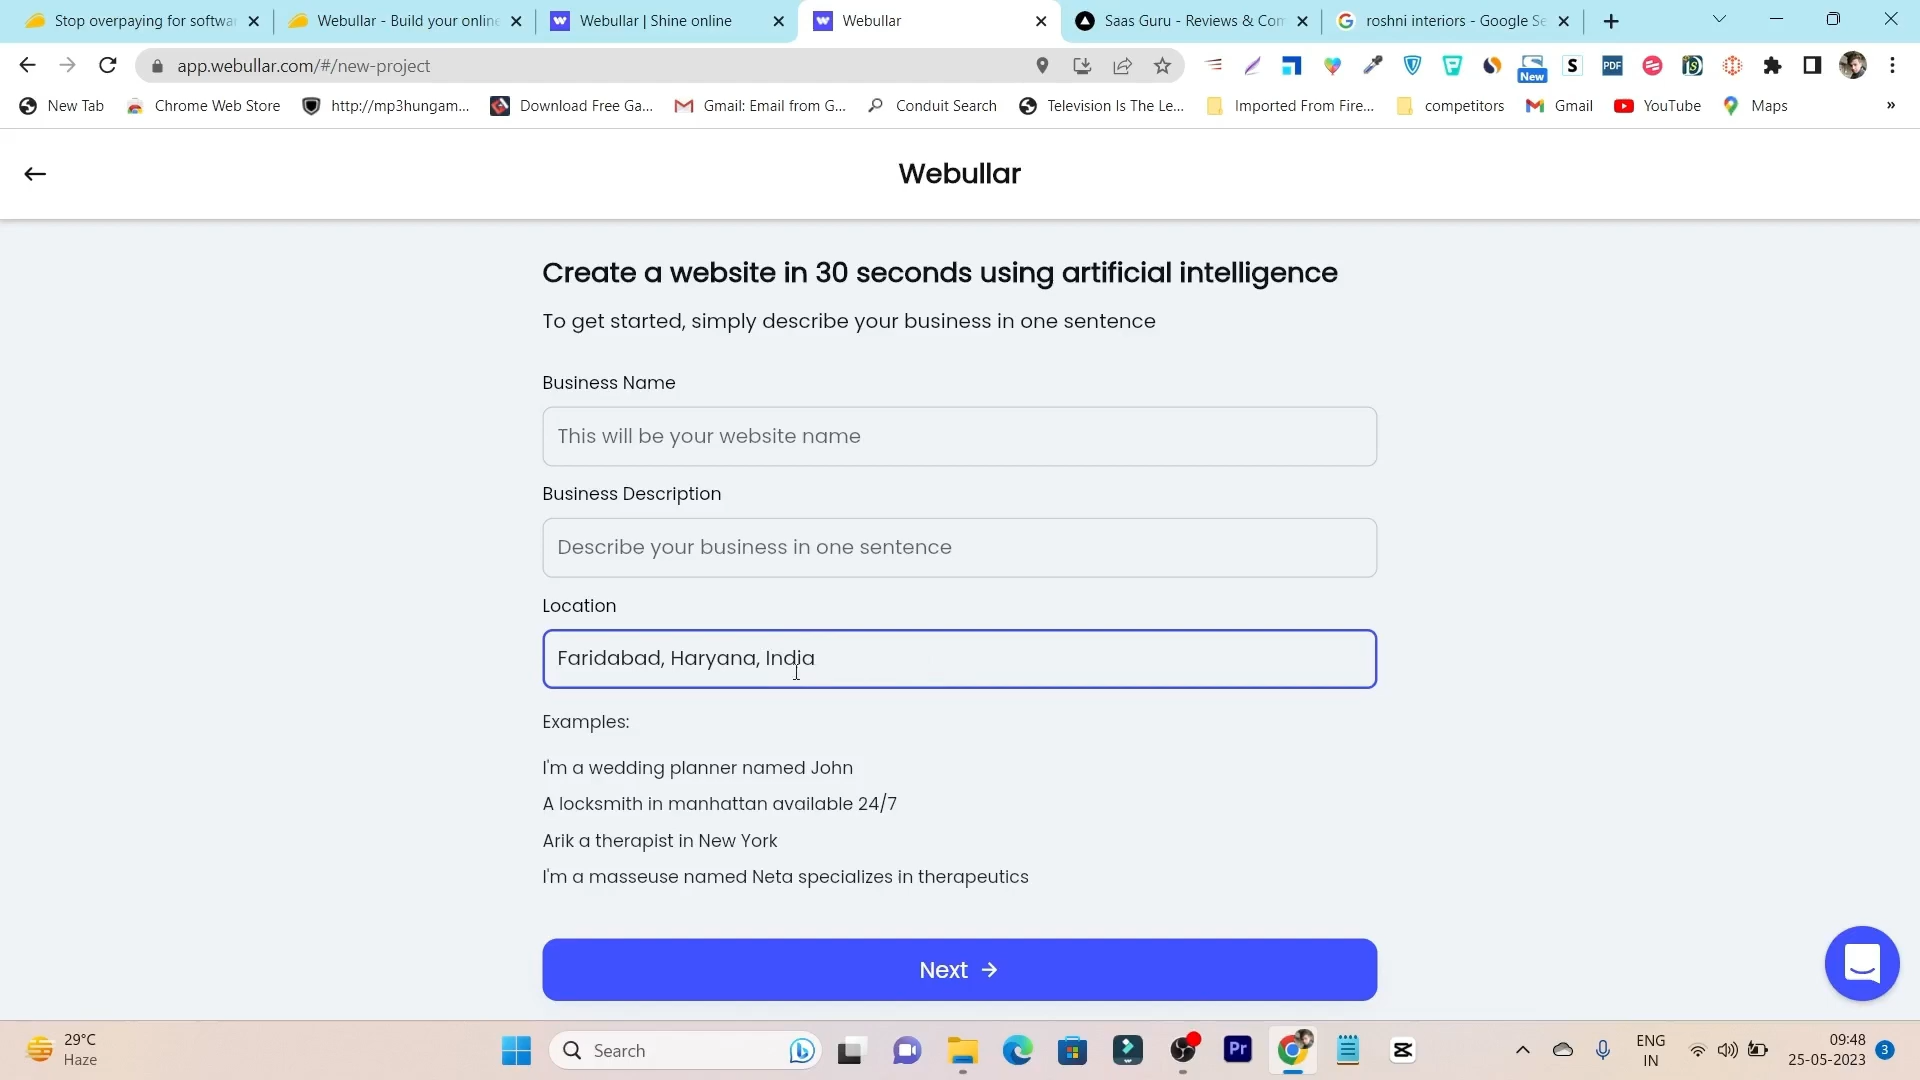 Stop overpaying for softwa
Webullar - Build your online
Webullar | Shine online
Webullar
Saas Guru - Reviews & Com
roshni interiors - Google Se
app.webullar.com/#/new-project
New
S
PDF
New Tab
Chrome Web Store
http://mp3hungam...
Download Free Ga...
Gmail: Email from G...
Conduit Search
Television Is The Le...
Imported From Fire...
competitors
Gmail
YouTube
Maps
»
Webullar
Create a website in 30 seconds using artificial intelligence
To get started, simply describe your business in one sentence
Business Name
This will be your website name
Business Description
Describe your business in one sentence
Location
Faridabad, Haryana, India
Examples:
I'm a wedding planner named John
A locksmith in manhattan available 24/7
Arik a therapist in New York
I'm a masseuse named Neta specializes in therapeutics
Next →
29°C
Haze
Search
Pr
ENG
IN
09:48
25-05-2023
3